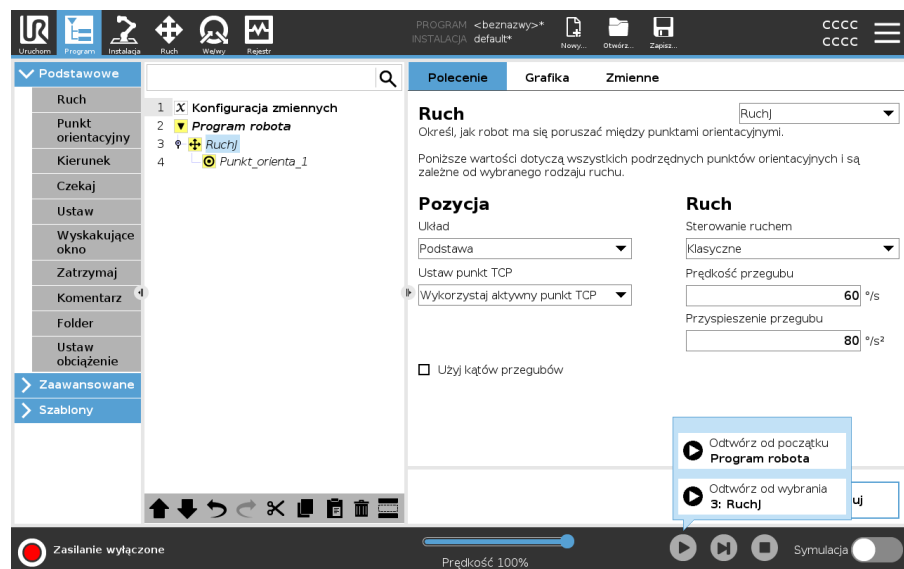 UR
PROGRAM <beznazwy>*
INSTALACJA default*
Uruchom
Program
Instalacja
Ruch
We/wy
Rejestr
Nowy...
Otwórz...
Zapisz...
CCCC
CCCC
Podstawowe
Ruch
Punkt
orientacyjny
Kierunek
Czekaj
Ustaw
Wyskakujące
okno
Zatrzymaj
Komentarz
Folder
Ustaw
obciążenie
Zaawansowane
Szablony
1 X Konfiguracja zmiennych
2 Program robota
3 RuchJ
4 Punkt_orienta_1
Polecenie Grafika Zmienne
Ruch
RuchJ
Określ, jak robot ma się poruszać między punktami orientacyjnymi.
Poniższe wartości dotyczą wszystkich podrzędnych punktów orientacyjnych i są
zależne od wybranego rodzaju ruchu.
Pozycja
Układ
Podstawa
Ustaw punkt TCP
Wykorzystaj aktywny punkt TCP
Użyj kątów przegubów
Ruch
Sterowanie ruchem
Klasyczne
Prędkość przegubu
60 °/s
Przyspieszenie przegubu
80 °/s²
Odtwórz od początku
Program robota
Odtwórz od wybrania
3: RuchJ
uj
Zasilanie wyłączone
Prędkość 100%
Symulacja